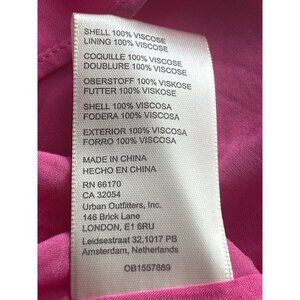 SHELL 100% VISCOSE
LINING 100% VISCOSE
COQUILLE 100% VISCOSE
DOUBLURE 100% VISCOSE
OBERSTOFF 100% VISKOSE
FUTTER 100% VISKOSE
SHELL 100% VISCOSA
FODERA 100% VISCOSA
EXTERIOR 100% VISCOSA
FORRO 100% VISCOSA
MADE IN CHINA
HECHO EN CHINA
RN 66170
CA 32054
Urban Outfitters, Inc.
146 Brick Lane
LONDON, E1 6RU
Leidsestraat 32,1017 PB
Amsterdam, Netherlands
OB1557889